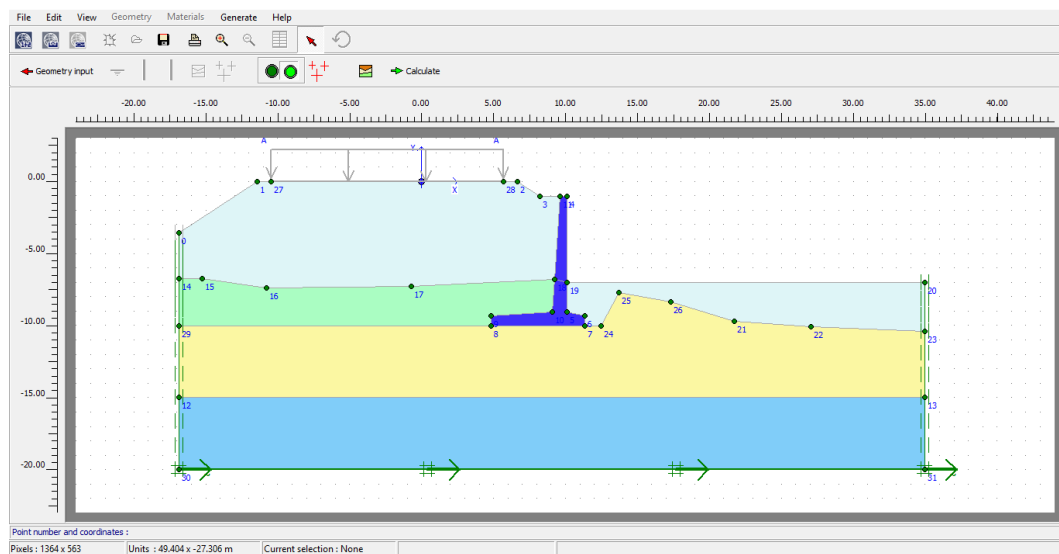 File Edit View Geometry Materials Generate Help
Geometry input Calculate
-20.00 -15.00 -10.00 -5.00 0.00 5.00 10.00 15.00 20.00 25.00 30.00 35.00 40.00
A A
Y
0.00
1 27 28 2
X
3 4
0
-5.00
14 15 16 17 19 20
25 26
-10.00
29 8 10 7 24 21 22 23
-15.00
12 13
-20.00
30 31
Point number and coordinates :
Pixels : 1364 x 563 Units : 49.404 x -27.306 m Current selection : None